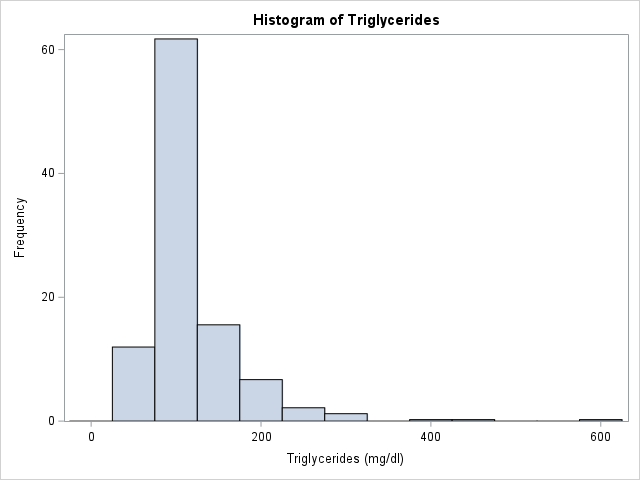 Histogram of Triglycerides
60
40
20
0
Frequency
0 200 400 600
Triglycerides (mg/dl)